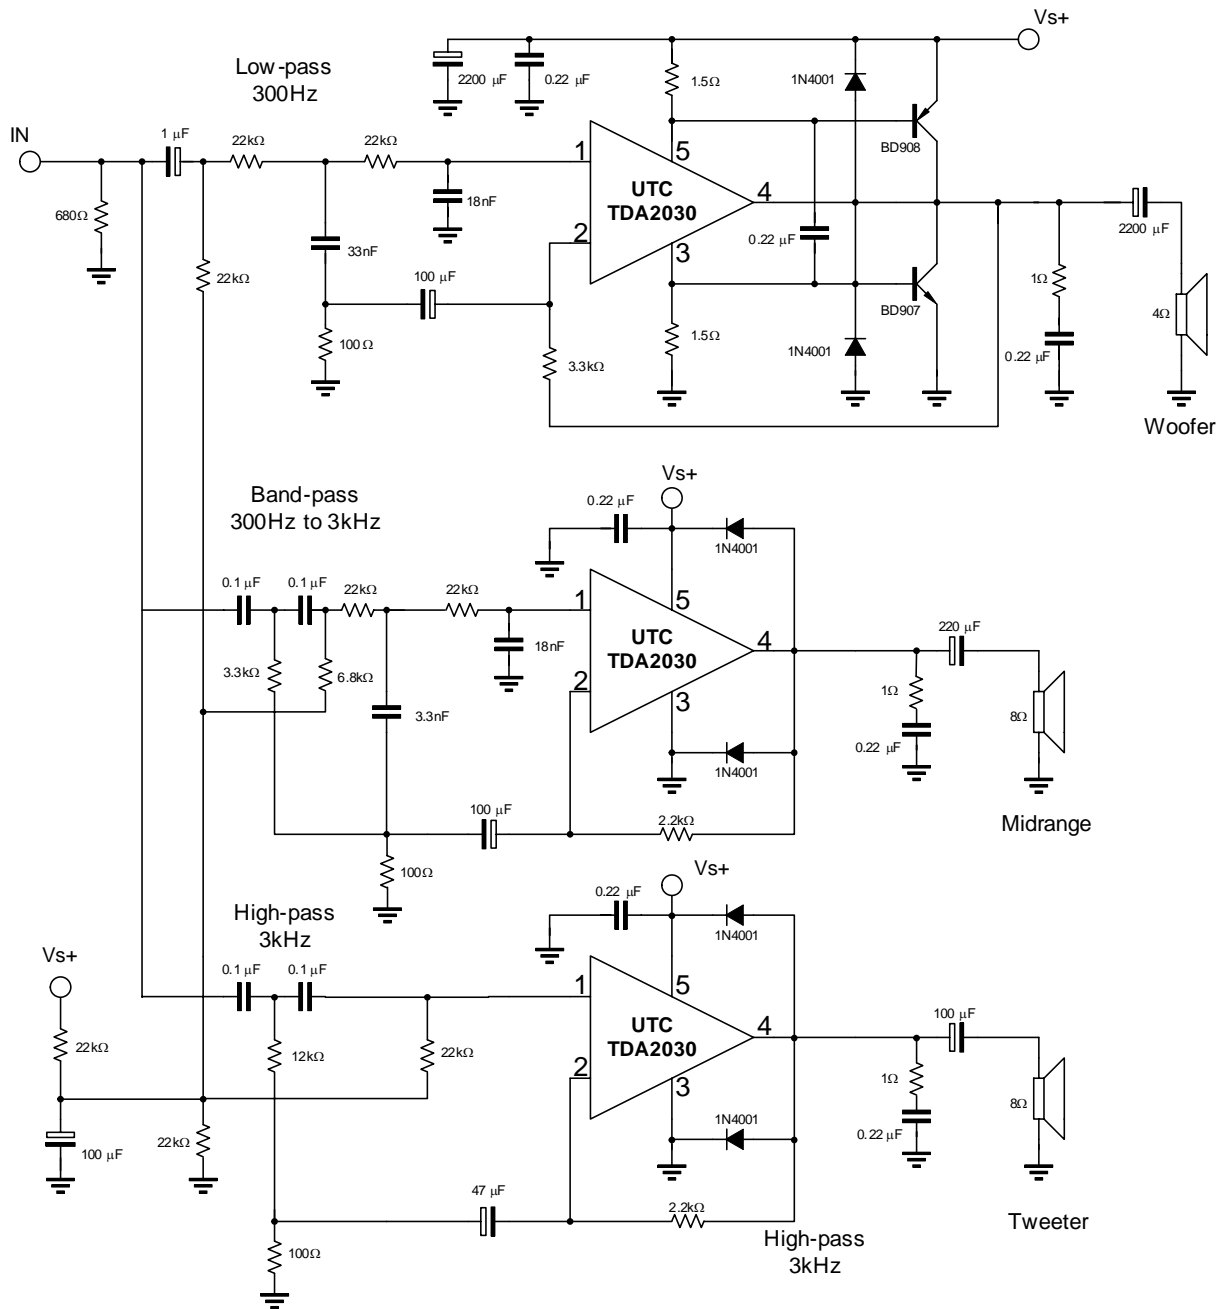 Vs+
Low-pass
300Hz
2200 µF
0.22 µF
1.5Ω
1N4001
IN
1 µF
22kΩ
22kΩ
1
5
BD908
UTC
TDA2030
4
18nF
680Ω
2
3
33nF
0.22 µF
2200 µF
22kΩ
100 µF
1Ω
BD907
4Ω
100Ω
1.5Ω
1N4001
0.22 µF
3.3kΩ
Woofer
Vs+
Band-pass
300Hz to 3kHz
0.22 µF
1N4001
0.1 µF
0.1 µF
22kΩ
22kΩ
1
5
UTC
TDA2030
4
220 µF
18nF
3.3kΩ
6.8kΩ
2
3
1Ω
3.3nF
8Ω
0.22 µF
1N4001
100 µF
2.2kΩ
Midrange
100Ω
Vs+
0.22 µF
High-pass
3kHz
1N4001
Vs+
0.1 µF
0.1 µF
1
5
100 µF
UTC
TDA2030
4
22kΩ
12kΩ
22kΩ
2
3
1Ω
8Ω
1N4001
0.22 µF
22kΩ
100 µF
47 µF
2.2kΩ
Tweeter
High-pass
3kHz
100Ω